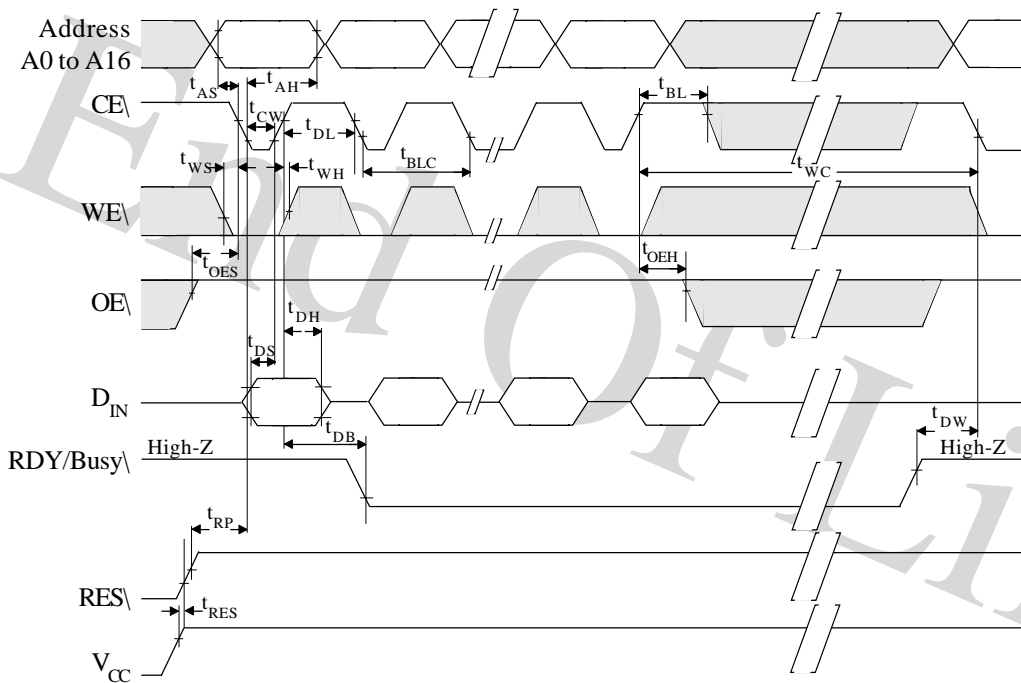 Address
A0 to A16
tAS
tAH
CE\
tCW
tDL
tBL
tBLC
tWS
tWH
tWC
WE\
tOES
tOEH
OE\
tDH
tDS
DIN
tDB
tDW
RDY/Busy\
High-Z
High-Z
tRP
RES\
tRES
VCC
End Of Li